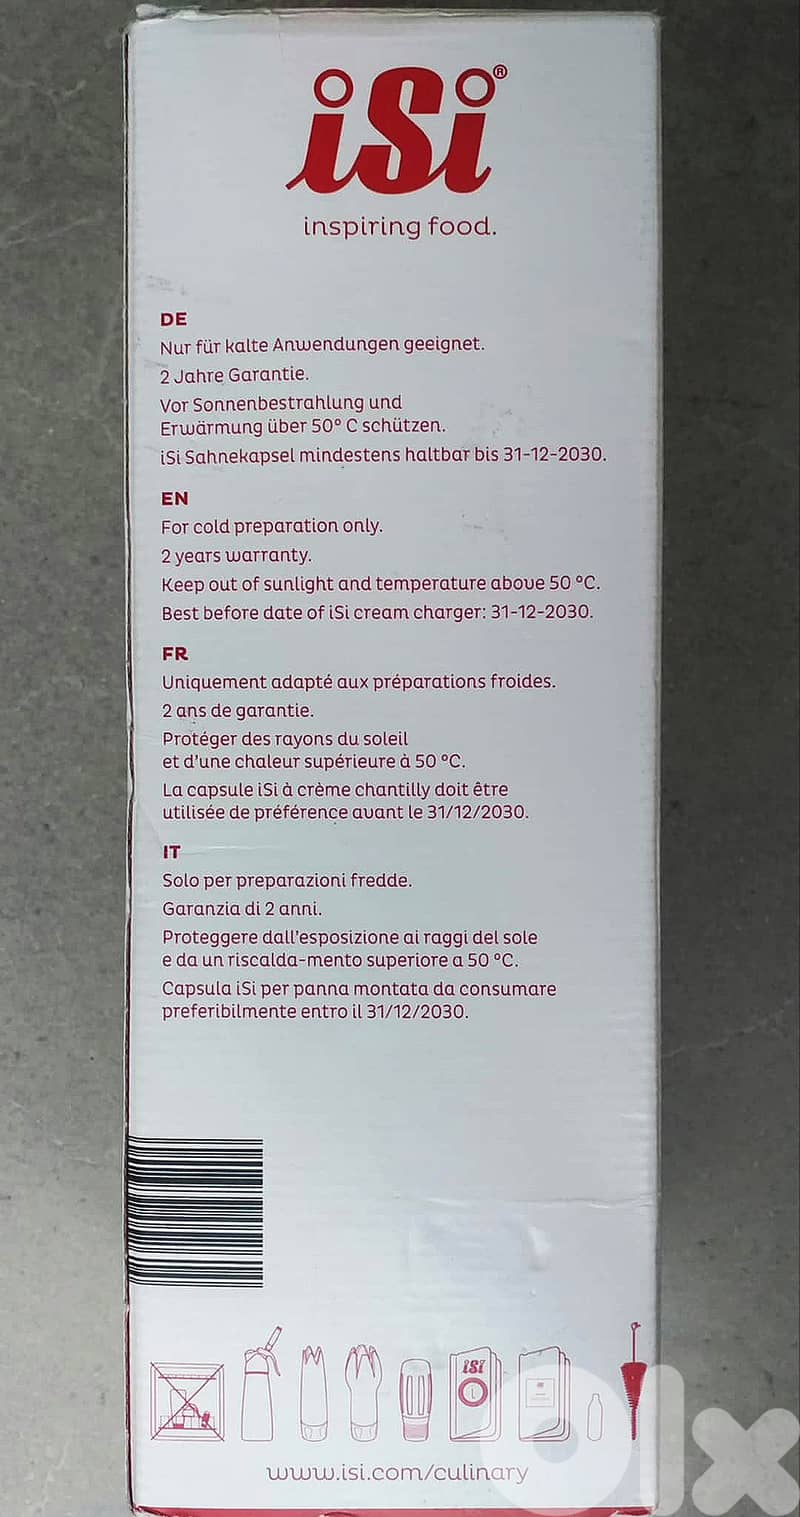 iSi®
inspiring food.
DE
Nur für kalte Anwendungen geeignet.
2 Jahre Garantie.
Vor Sonnenbestrahlung und
Erwärmung über 50° C schützen.
iSi Sahnekapsel mindestens haltbar bis 31-12-2030.
EN
For cold preparation only.
2 years warranty.
Keep out of sunlight and temperature above 50 °C.
Best before date of iSi cream charger: 31-12-2030.
FR
Uniquement adapté aux préparations froides.
2 ans de garantie.
Protéger des rayons du soleil
et d'une chaleur supérieure à 50 °C.
La capsule iSi à crème chantilly doit être
utilisée de préférence avant le 31/12/2030.
IT
Solo per preparazioni fredde.
Garanzia di 2 anni.
Proteggere dall'esposizione ai raggi del sole
e da un riscalda-mento superiore a 50 °C.
Capsula iSi per panna montata da consumare
preferibilmente entro il 31/12/2030.
iSi
www.isi.com/culinary
olx